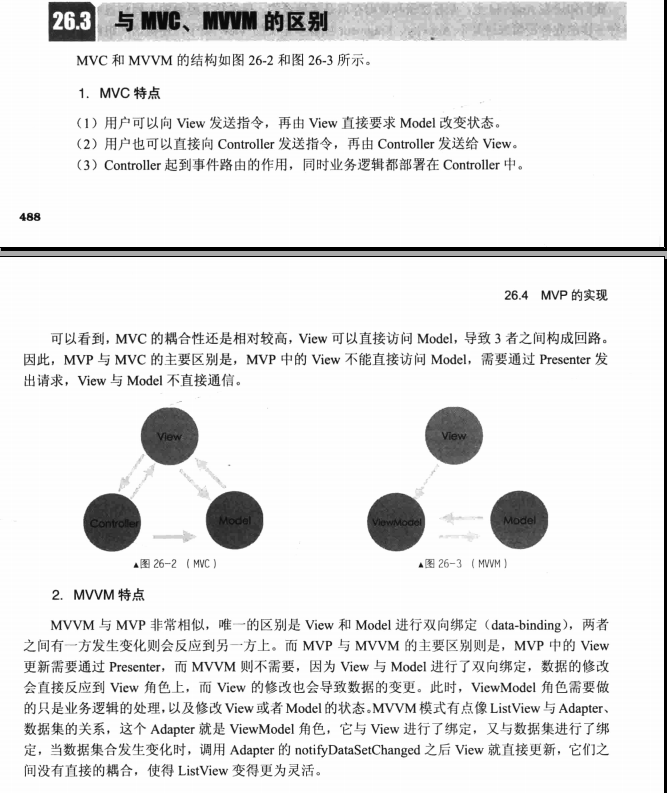 26.3 与 MVC、MVVM 的区别
MVC 和 MVVM 的结构如图 26-2 和图 26-3 所示。
1. MVC 特点
（1）用户可以向 View 发送指令，再由 View 直接要求 Model 改变状态。
（2）用户也可以直接向 Controller 发送指令，再由 Controller 发送给 View。
（3）Controller 起到事件路由的作用，同时业务逻辑都部署在 Controller 中。
488
26.4 MVP 的实现
可以看到，MVC 的耦合性还是相对较高，View 可以直接访问 Model，导致 3 者之间构成回路。
因此，MVP 与 MVC 的主要区别是，MVP 中的 View 不能直接访问 Model，需要通过 Presenter 发
出请求，View 与 Model 不直接通信。
View
Controller
Model
▲图 26-2 （MVC）
View
ViewModel
Model
▲图 26-3 （MVVM）
2. MVVM 特点
MVVM 与 MVP 非常相似，唯一的区别是 View 和 Model 进行双向绑定（data-binding），两者
之间有一方发生变化则会反应到另一方上。而 MVP 与 MVVM 的主要区别则是，MVP 中的 View
更新需要通过 Presenter，而 MVVM 则不需要，因为 View 与 Model 进行了双向绑定，数据的修改
会直接反应到 View 角色上，而 View 的修改也会导致数据的变更。此时，ViewModel 角色需要做
的只是业务逻辑的处理，以及修改 View 或者 Model 的状态。MVVM 模式有点像 ListView 与 Adapter、
数据集的关系，这个 Adapter 就是 ViewModel 角色，它与 View 进行了绑定，又与数据集进行了绑
定，当数据集合发生变化时，调用 Adapter 的 notifyDataSetChanged 之后 View 就直接更新，它们之
间没有直接的耦合，使得 ListView 变得更为灵活。